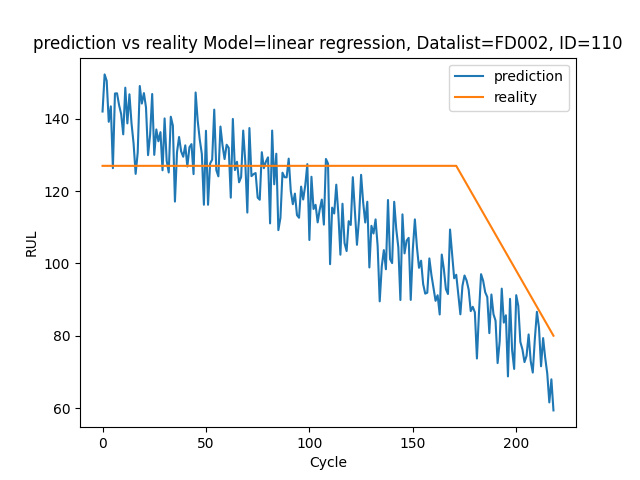 prediction vs reality Model=linear regression, Datalist=FD002, ID=110
prediction
reality
140
120
100
80
60
RUL
0
50
100
150
200
Cycle